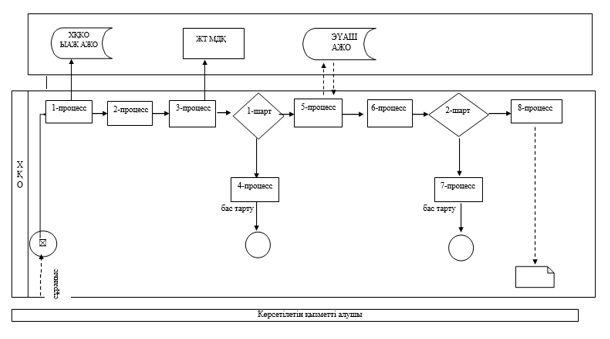 ХҚКО
ЫАЖ АЖО
ЖТ МДҚ
ЭҮАШ
АЖО
1-процесс
2-процесс
3-процесс
1-шарт
5-процесс
6-процесс
2-шарт
8-процесс
ХҚО
4-процесс
бас тарту
7-процесс
бас тарту
сұраныс
Көрсетілетін қызметті алушы